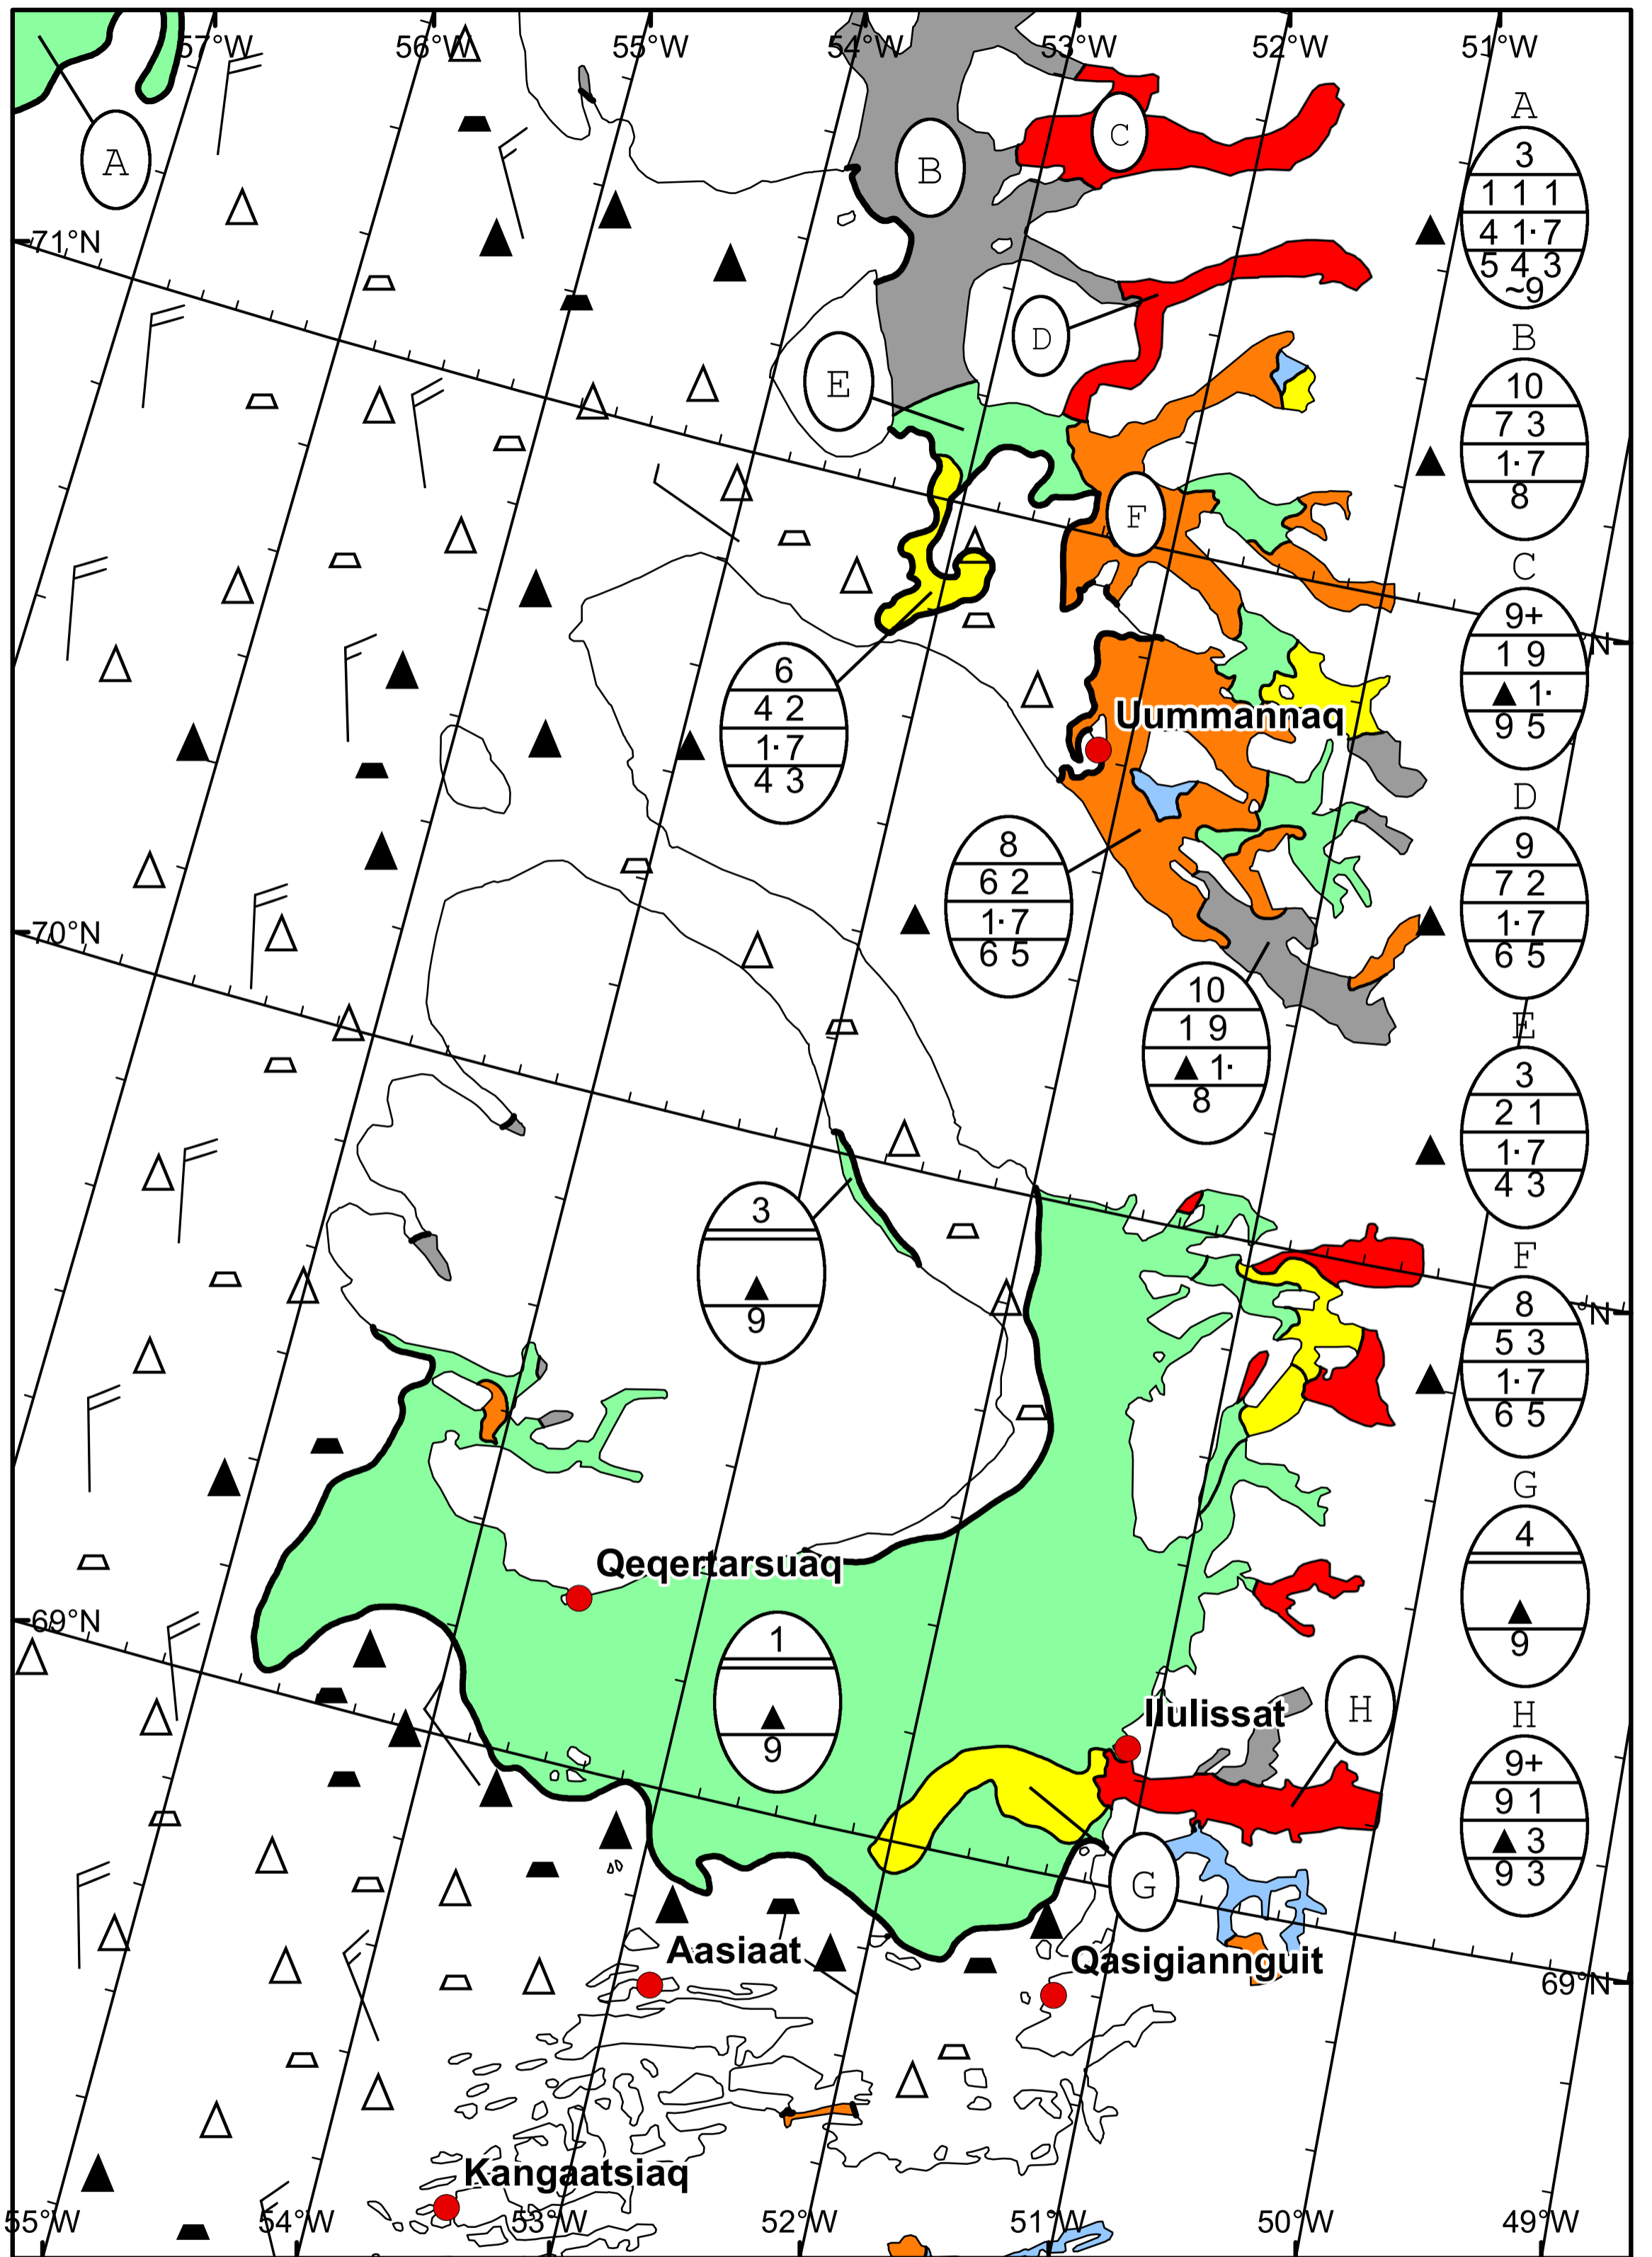 57°W 56°W 55°W 54°W 53°W 52°W 51°W
A
3
1 1 1
4 1· 7
5 4 3
~9
A
B
C
71°N
D
E
B
10
7 3
1· 7
8
F
C
9+
1 9
▲ 1·
9 5
°N
6
4 2
1· 7
4 3
Uummannaq
D
9
7 2
1· 7
6 5
8
6 2
1· 7
6 5
70°N
10
1 9
▲ 1·
8
E
3
2 1
1· 7
4 3
3
▲
9
F
8
5 3
1· 7
6 5
°N
G
4
▲
9
Qeqertarsuaq
69°N
1
▲
9
Ilulissat
H
H
9+
9 1
▲ 3
9 3
G
Aasiaat
Qasigiannguit
69°N
Kangaatsiaq
55°W 54°W 53°W 52°W 51°W 50°W 49°W